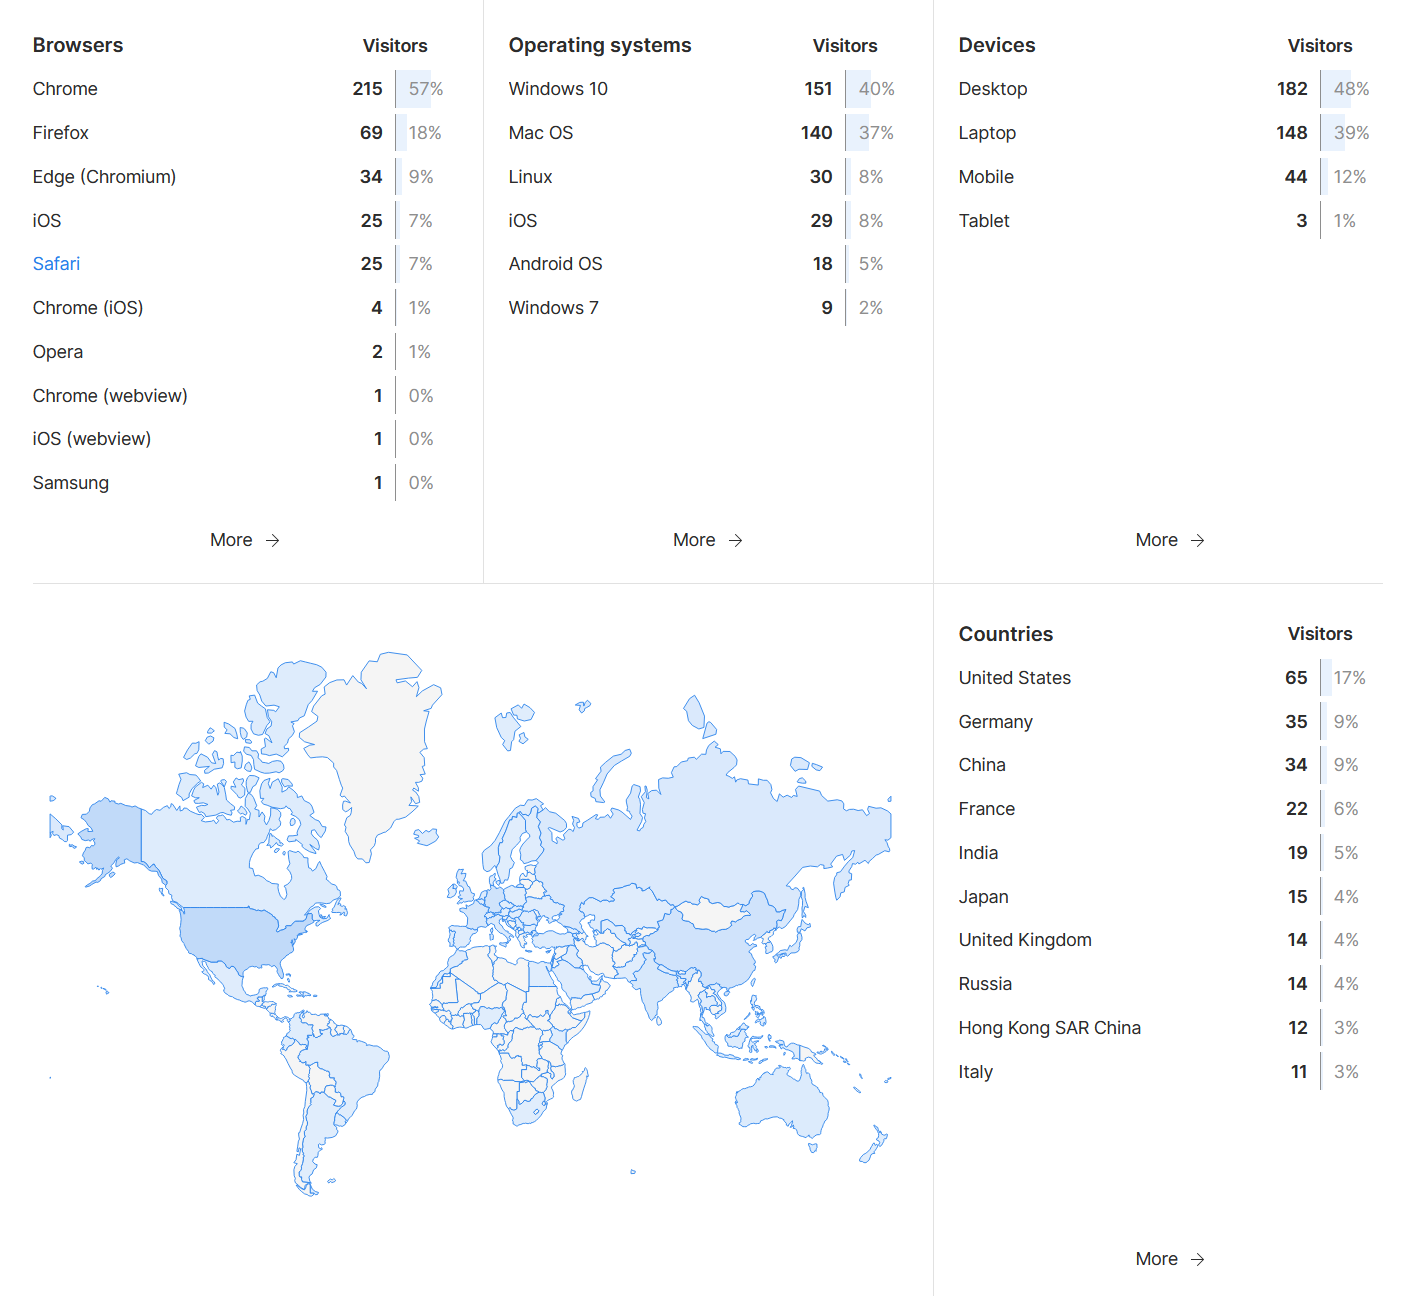 Browsers Visitors
Chrome 215 57%
Firefox 69 18%
Edge (Chromium) 34 9%
iOS 25 7%
Safari 25 7%
Chrome (iOS) 4 1%
Opera 2 1%
Chrome (webview) 1 0%
iOS (webview) 1 0%
Samsung 1 0%
More →
Operating systems Visitors
Windows 10 151 40%
Mac OS 140 37%
Linux 30 8%
iOS 29 8%
Android OS 18 5%
Windows 7 9 2%
More →
Devices Visitors
Desktop 182 48%
Laptop 148 39%
Mobile 44 12%
Tablet 3 1%
More →
Countries Visitors
United States 65 17%
Germany 35 9%
China 34 9%
France 22 6%
India 19 5%
Japan 15 4%
United Kingdom 14 4%
Russia 14 4%
Hong Kong SAR China 12 3%
Italy 11 3%
More →